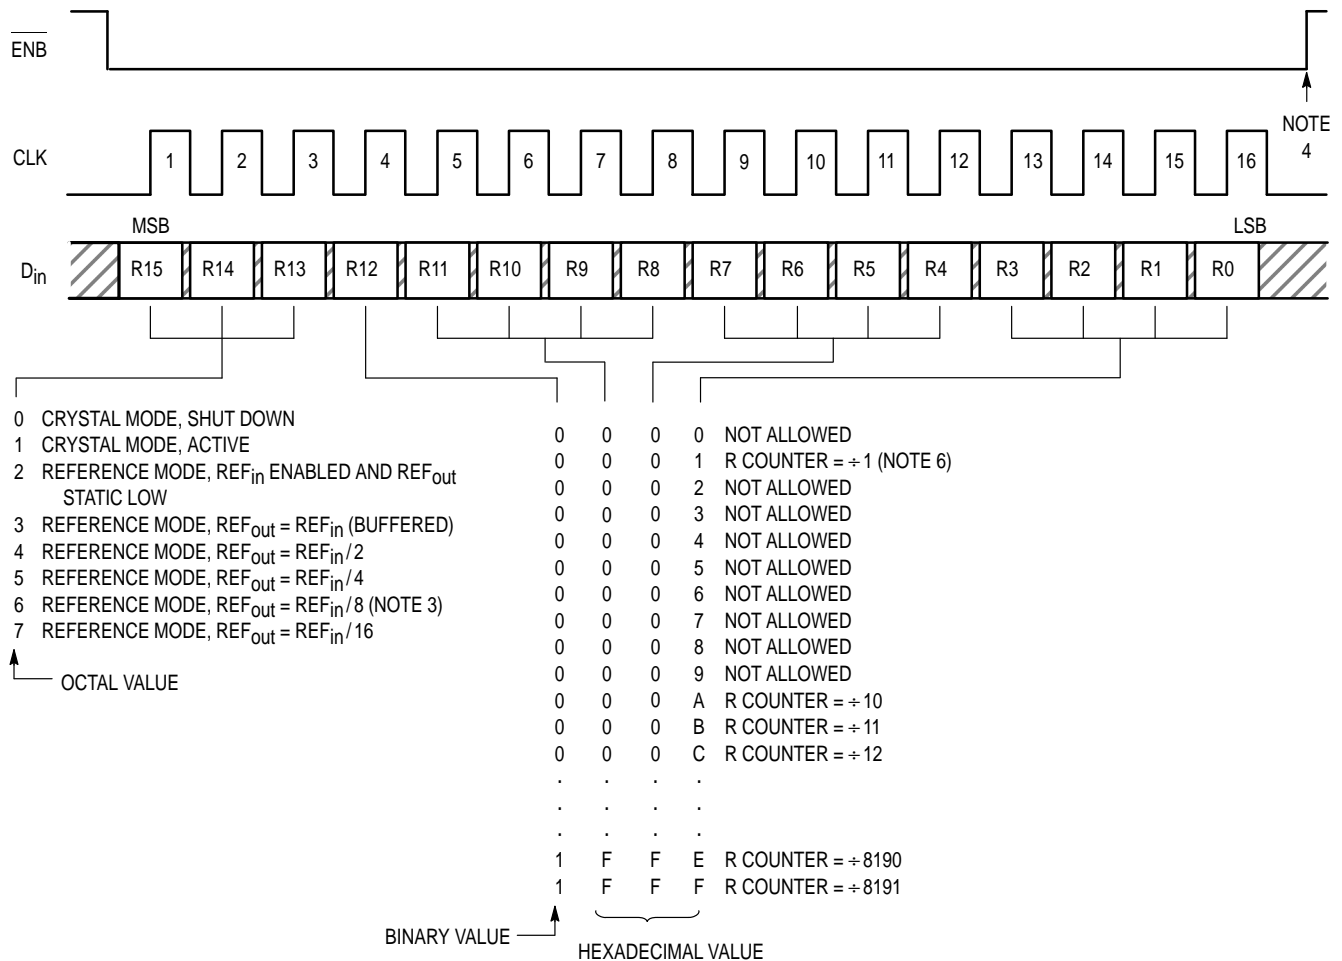 ENB
NOTE
4
CLK
1 2 3 4 5 6 7 8 9 10 11 12 13 14 15 16
MSB
LSB
Din
R15 R14 R13 R12 R11 R10 R9 R8 R7 R6 R5 R4 R3 R2 R1 R0
0 CRYSTAL MODE, SHUT DOWN
1 CRYSTAL MODE, ACTIVE
2 REFERENCE MODE, REFin ENABLED AND REFout
STATIC LOW
3 REFERENCE MODE, REFout = REFin (BUFFERED)
4 REFERENCE MODE, REFout = REFin/2
5 REFERENCE MODE, REFout = REFin/4
6 REFERENCE MODE, REFout = REFin/8 (NOTE 3)
7 REFERENCE MODE, REFout = REFin/16
OCTAL VALUE
0 0 0 0 NOT ALLOWED
0 0 0 1 R COUNTER = ÷1 (NOTE 6)
0 0 0 2 NOT ALLOWED
0 0 0 3 NOT ALLOWED
0 0 0 4 NOT ALLOWED
0 0 0 5 NOT ALLOWED
0 0 0 6 NOT ALLOWED
0 0 0 7 NOT ALLOWED
0 0 0 8 NOT ALLOWED
0 0 0 9 NOT ALLOWED
0 0 0 A R COUNTER = ÷10
0 0 0 B R COUNTER = ÷11
0 0 0 C R COUNTER = ÷12
. . . .
. . . .
. . . .
1 F F E R COUNTER = ÷8190
1 F F F R COUNTER = ÷8191
BINARY VALUE
HEXADECIMAL VALUE